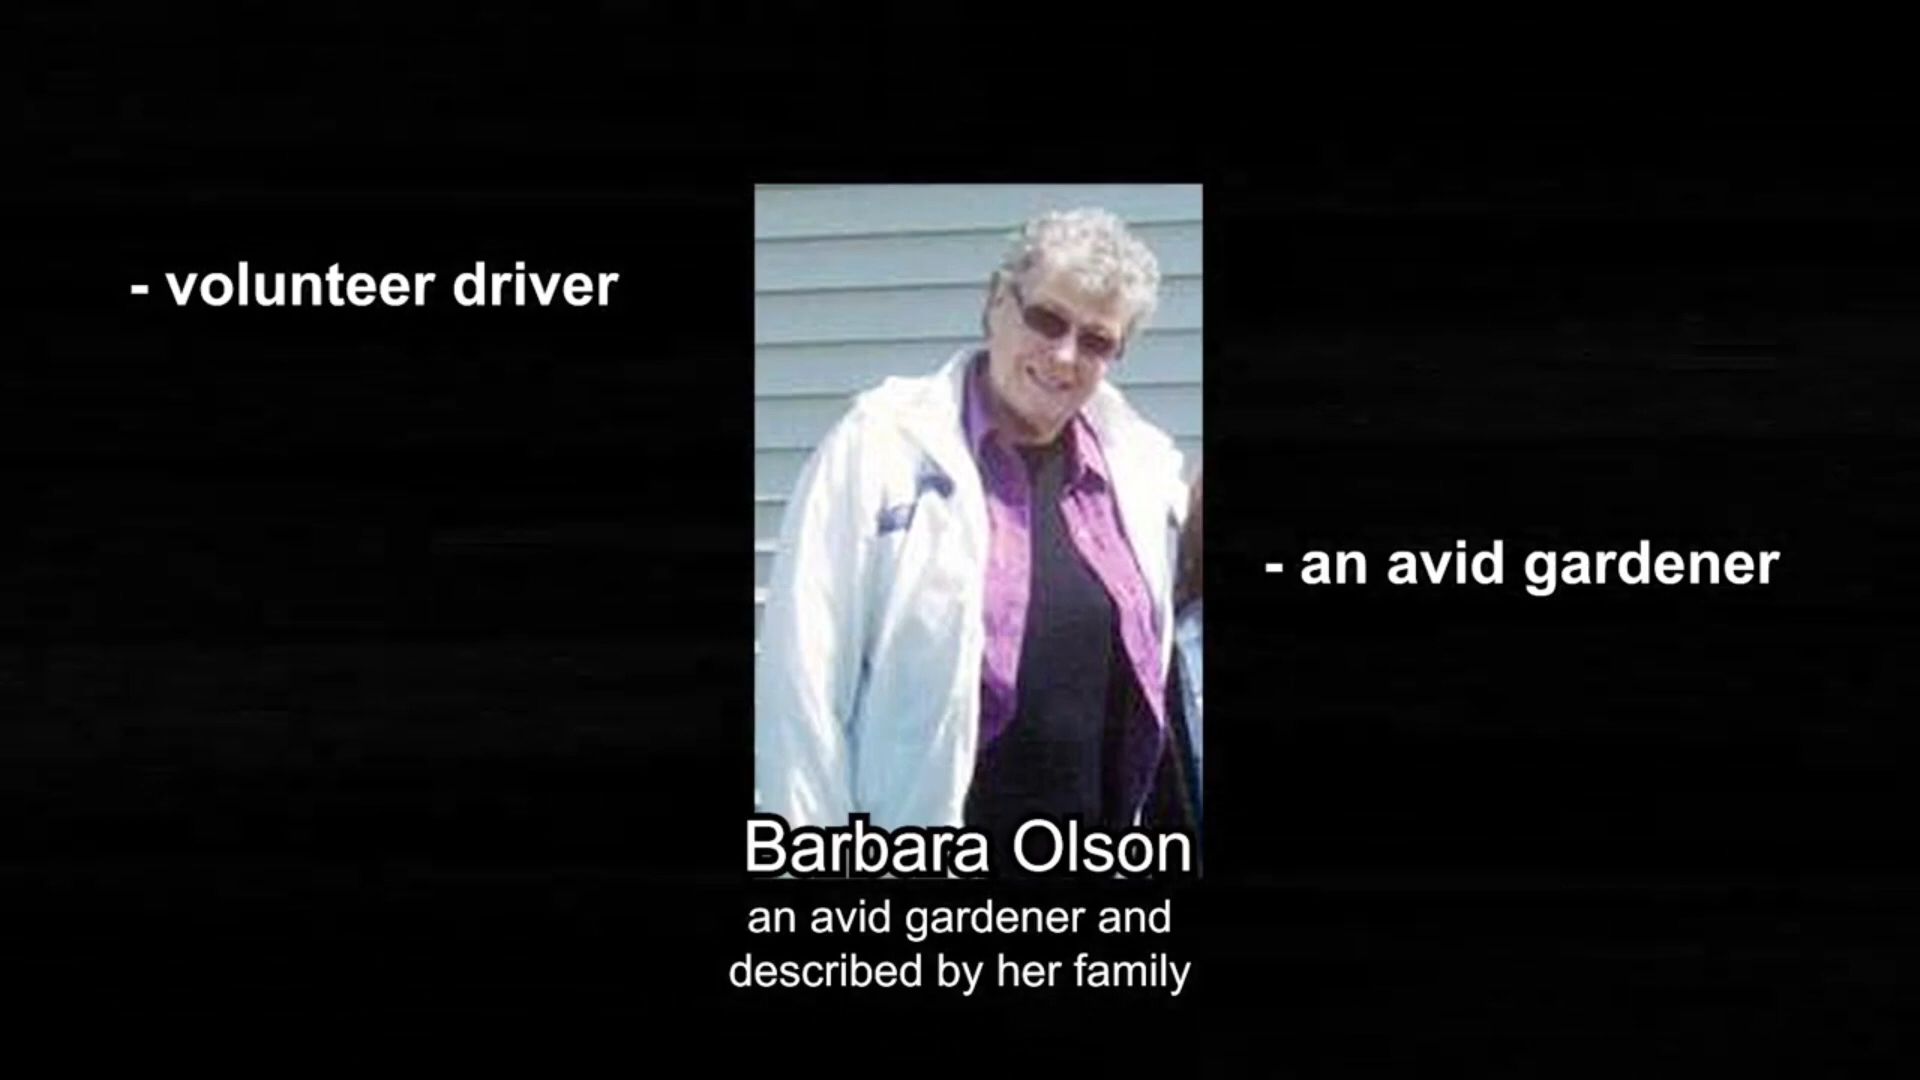 - volunteer driver
- an avid gardener
Barbara Olson
an avid gardener and
described by her family